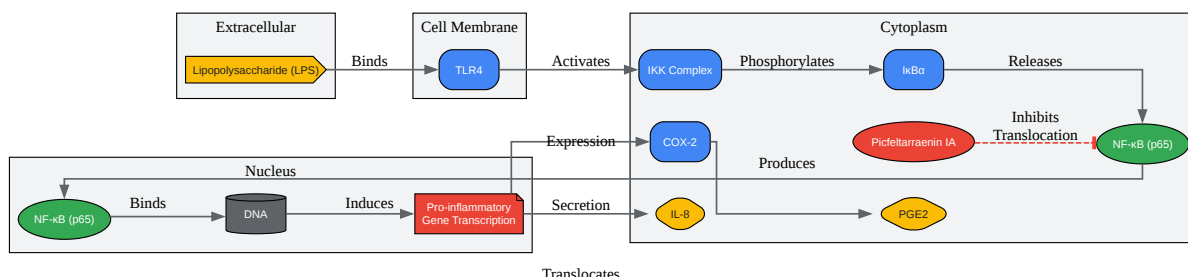 Extracellular
Cell Membrane
Cytoplasm
Lipopolysaccharide (LPS)
Binds
TLR4
Activates
IKK Complex
Phosphorylates
IκBα
Releases
Expression
COX-2
Picfeltarraenin IA
Inhibits
Translocation
NF-κB (p65)
Nucleus
Produces
NF-κB (p65)
Binds
DNA
Induces
Pro-inflammatory
Gene Transcription
Secretion
IL-8
PGE2
Translocates